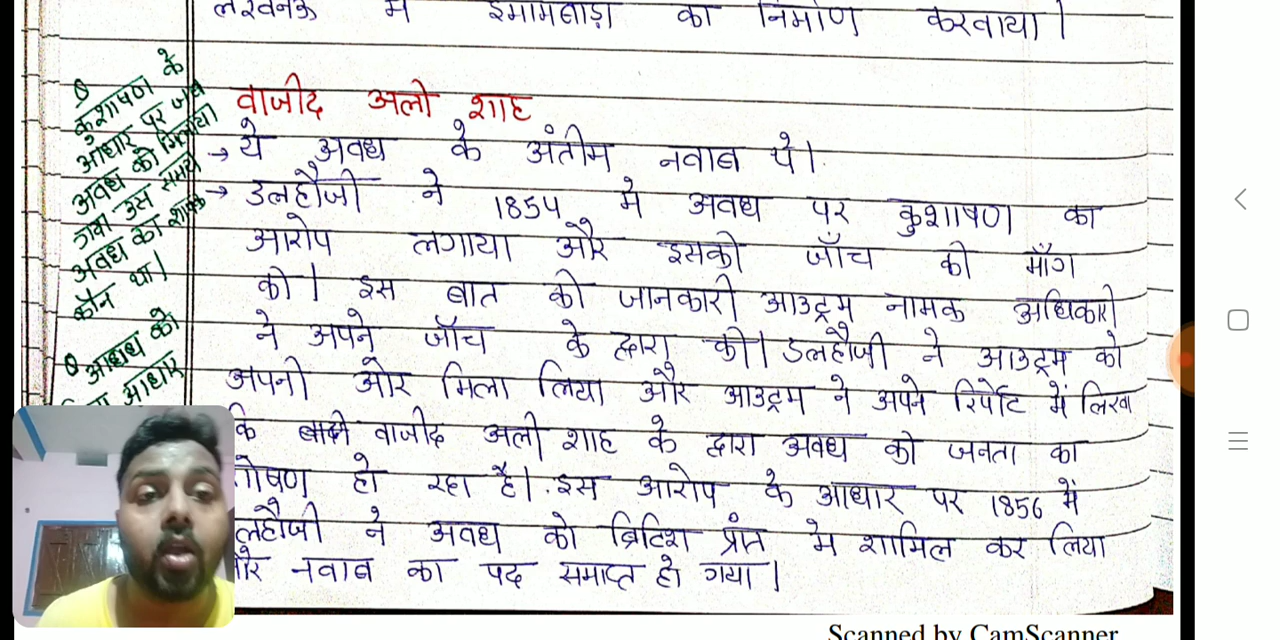 लखनऊ में इमामबाड़ा का निर्माण करवाया।
वाजीद अली शाह
→ ये अवध के अंतीम नवाब थे।
→ डलहौजी ने 1854 मे अवध पर कुशाषण का
आरोप लगाया और इसकी जाँच की माँग
की। इस बात की जानकारी आउट्रम नामक अधिकारी
ने अपने जाँच के द्वारा की। डलहौजी ने आउट्रम को
अपनी ओर मिला लिया और आउट्रम ने अपने रिर्पोट में लिखा
कि वाजीद अली शाह के द्वारा अवध की जनता का
शोषण हो रहा है। इस आरोप के आधार पर 1856 में
लहौजी ने अवध को ब्रिटिश प्रांत मे शामिल कर लिया
और नवाब का पद समाप्त हो गया।
Q कुशाषण के
आधार पर जब
अवध को मिलाया
गया उस समय
अवध का शासक
कौन था।
Q को
आधार
Scanned by CamScanner